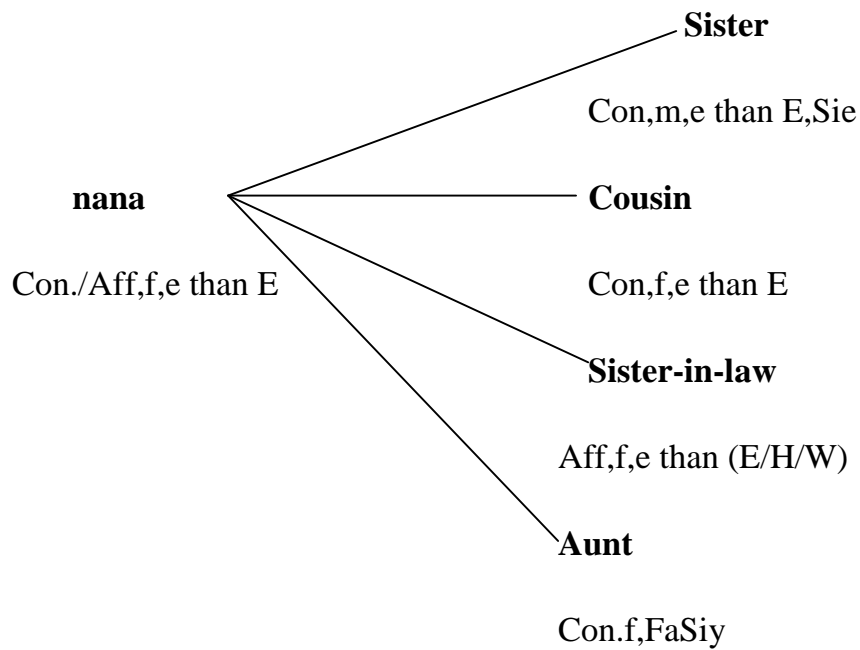 Sister
Con,m,e than E,Sie
nana
Cousin
Con./Aff,f,e than E
Con,f,e than E
Sister-in-law
Aff,f,e than (E/H/W)
Aunt
Con.f,FaSiy